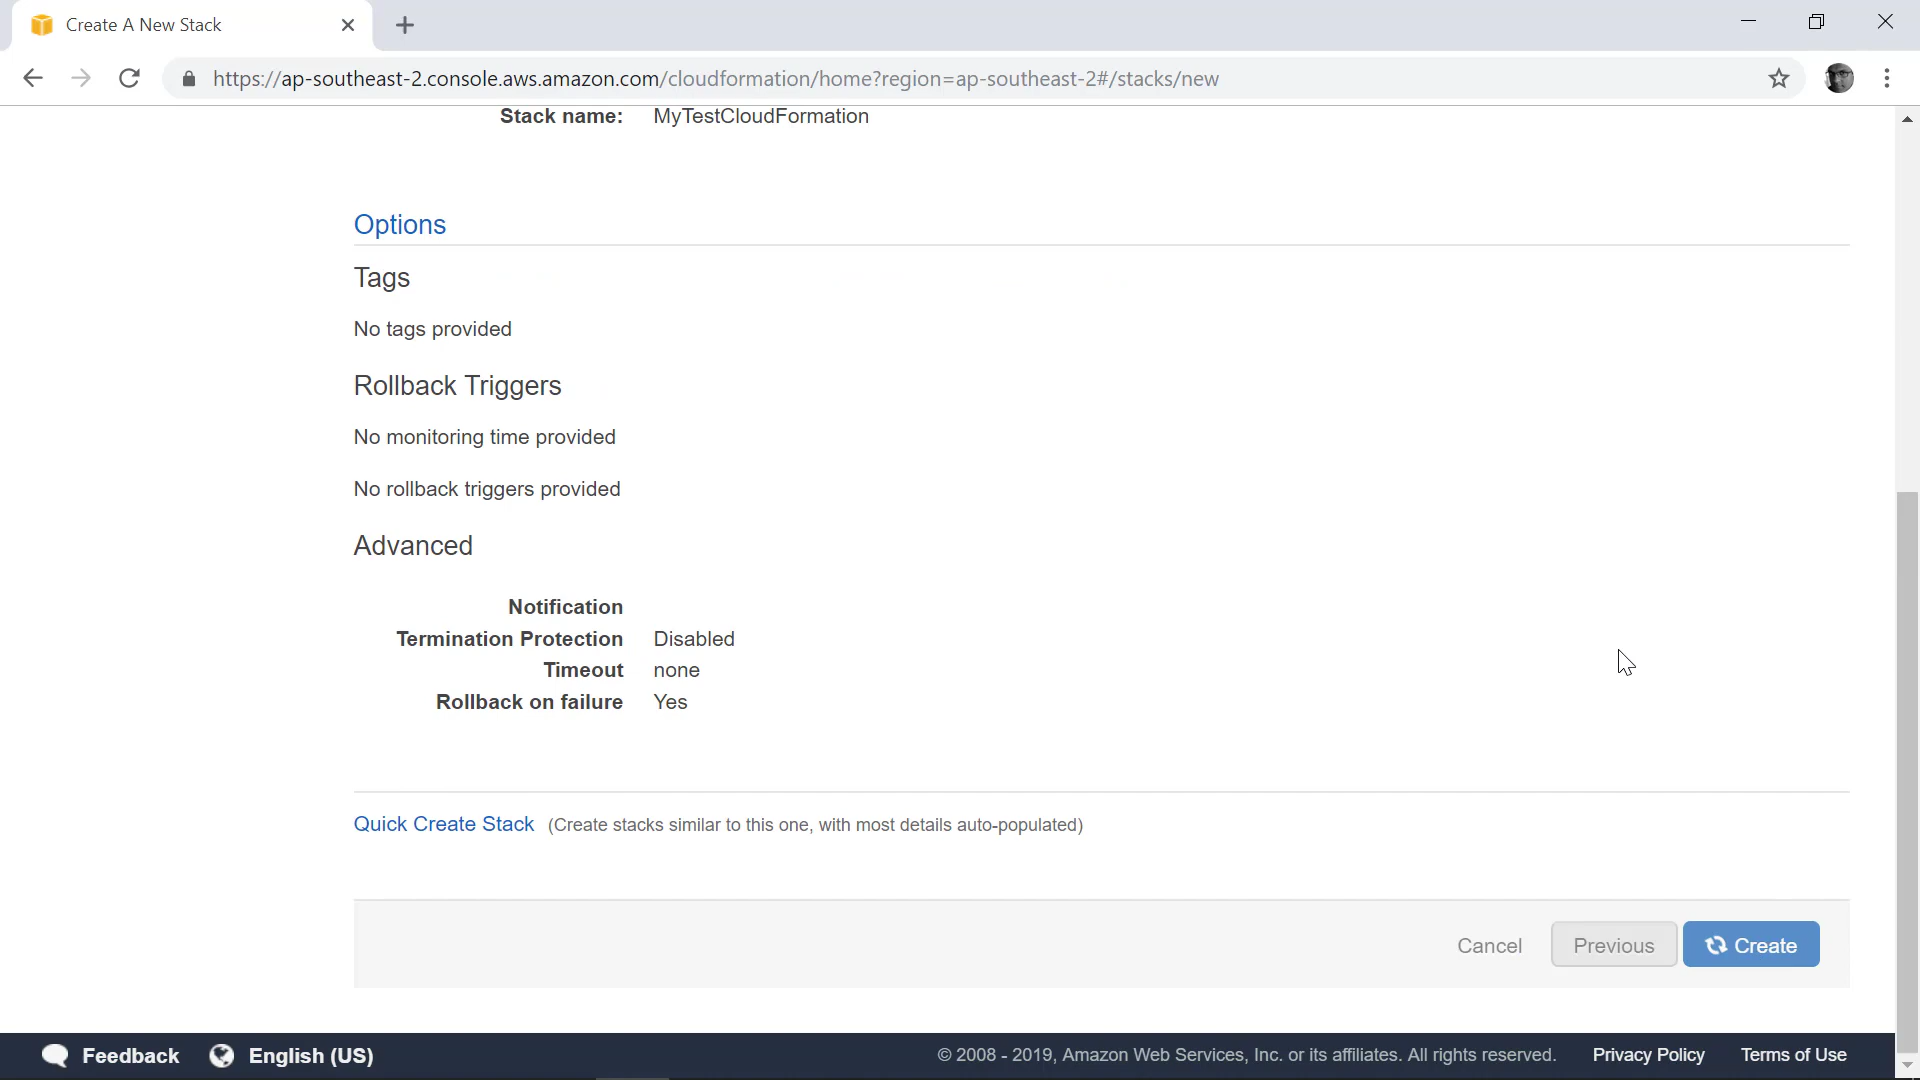 Create A New Stack
https://ap-southeast-2.console.aws.amazon.com/cloudformation/home?region=ap-southeast-2#/stacks/new
Stack name: MyTestCloudFormation
Options
Tags
No tags provided
Rollback Triggers
No monitoring time provided
No rollback triggers provided
Advanced
Notification
Termination Protection Disabled
Timeout none
Rollback on failure Yes
Quick Create Stack (Create stacks similar to this one, with most details auto-populated)
Cancel Previous Create
Feedback English (US) © 2008 - 2019, Amazon Web Services, Inc. or its affiliates. All rights reserved. Privacy Policy Terms of Use